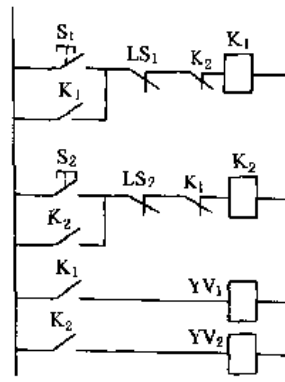 S₁ LS₁ K₂ K₁
K₁
S₂ LS₂ K₁ K₂
K₂
K₁ YV₁
K₂ YV₂